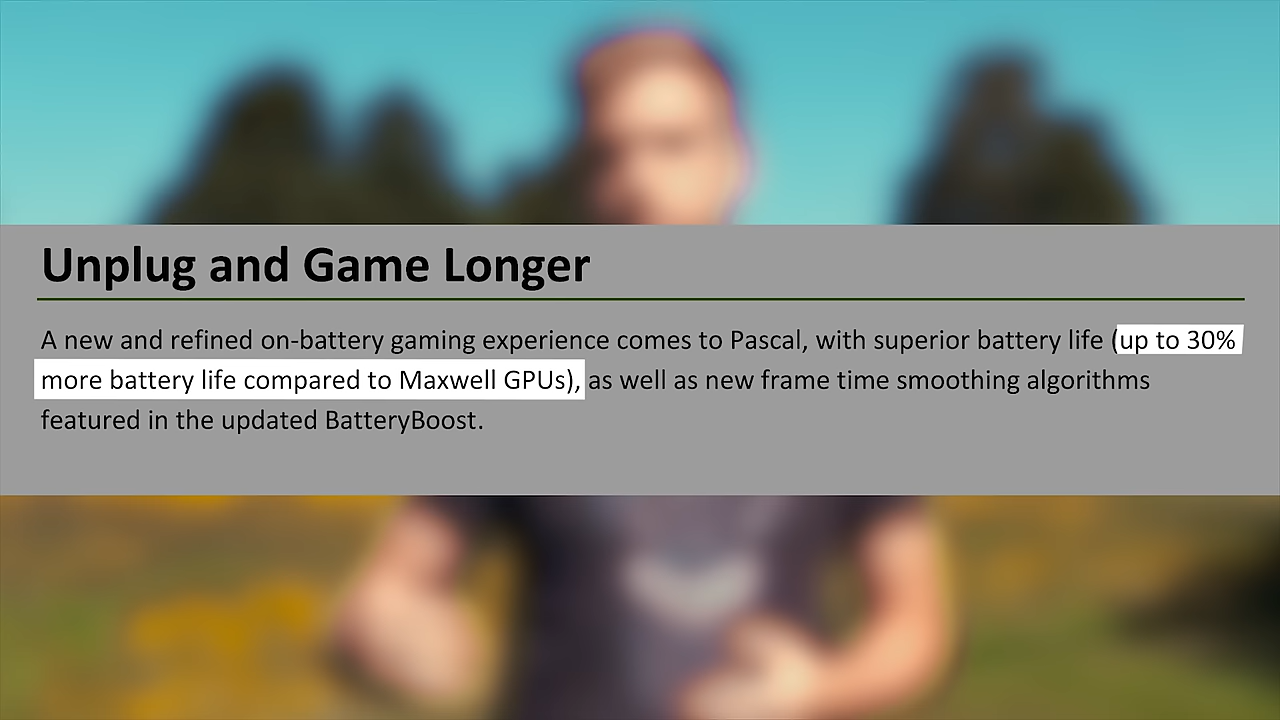 Unplug and Game Longer
A new and refined on-battery gaming experience comes to Pascal, with superior battery life (up to 30%
more battery life compared to Maxwell GPUs), as well as new frame time smoothing algorithms
featured in the updated BatteryBoost.